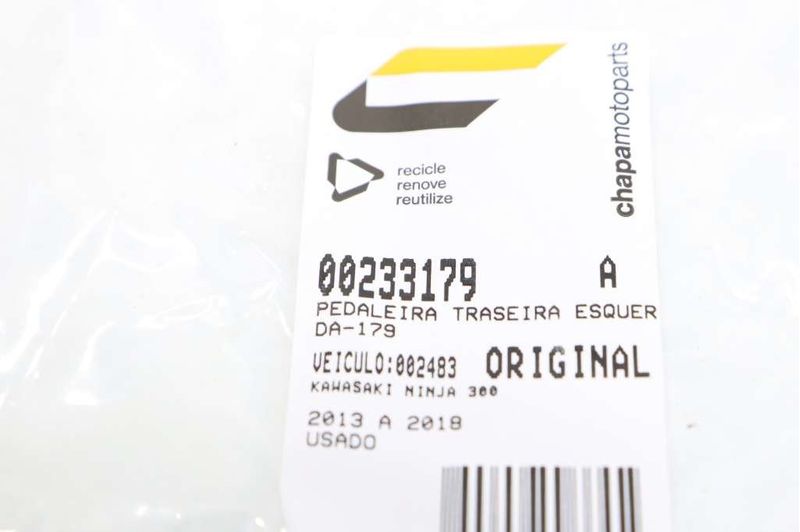 chapamotoparts
recicle
renove
reutilize
00233179 A
PEDALEIRA TRASEIRA ESQUER
DA-179
VEICULO:002483 ORIGINAL
KAWASAKI NINJA 300
2013 A 2018
USADO